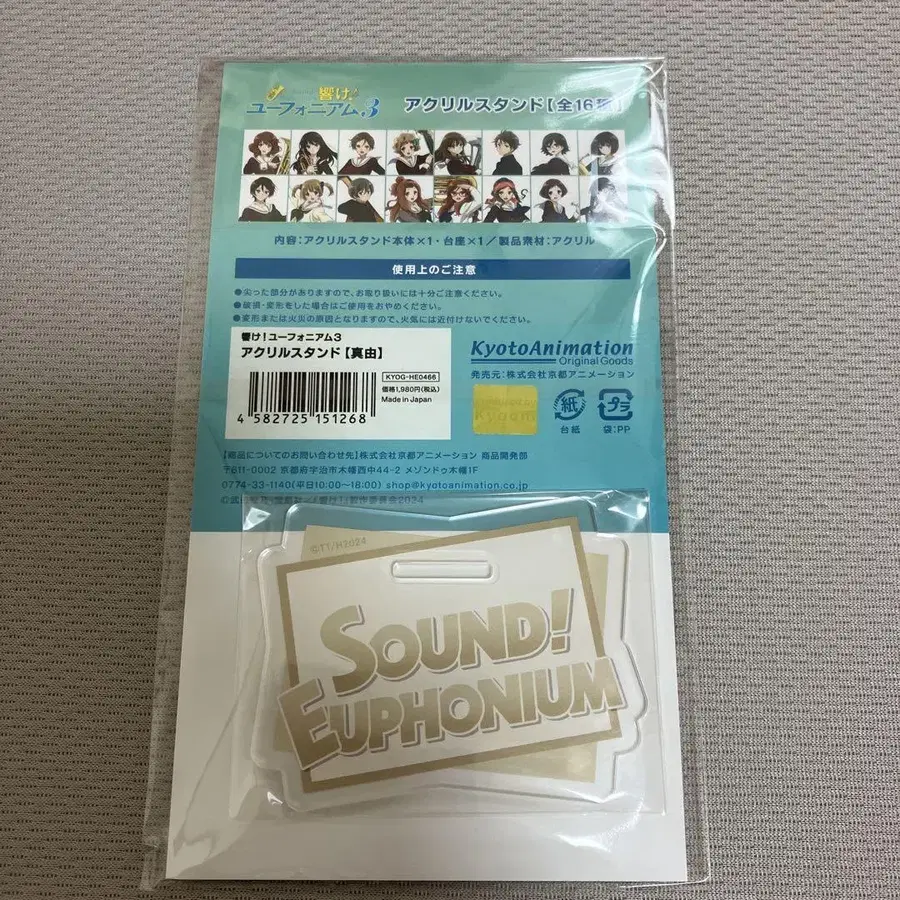 響け!
ユーフォニアム3
アクリルスタンド【全16種】
内容:アクリルスタンド本体×1・台座×1/製品素材:アクリル
使用上のご注意
●尖った部分がありますので、お取り扱いには十分ご注意ください。
●破損・変形をした場合はご使用をおやめください。
●変形または火災の原因となりますので、火気には近付けないでください。
響け!ユーフォニアム3
アクリルスタンド【真由】
KYOG-HE0466
価格1,980円(税込)
Made in Japan
4 582725 151268
KyotoAnimation
Original Goods
発売元:株式会社京都アニメーション
紙
台紙
プラ
袋:PP
【商品についてのお問い合わせ先】株式会社京都アニメーション 商品開発部
〒611-0002 京都府宇治市木幡西中44-2 メゾンドゥ木幡1F
0774-33-1140(平日10:00~18:00) shop@kyotoanimation.co.jp
©TT/H2024
SOUND!
EUPHONIUM